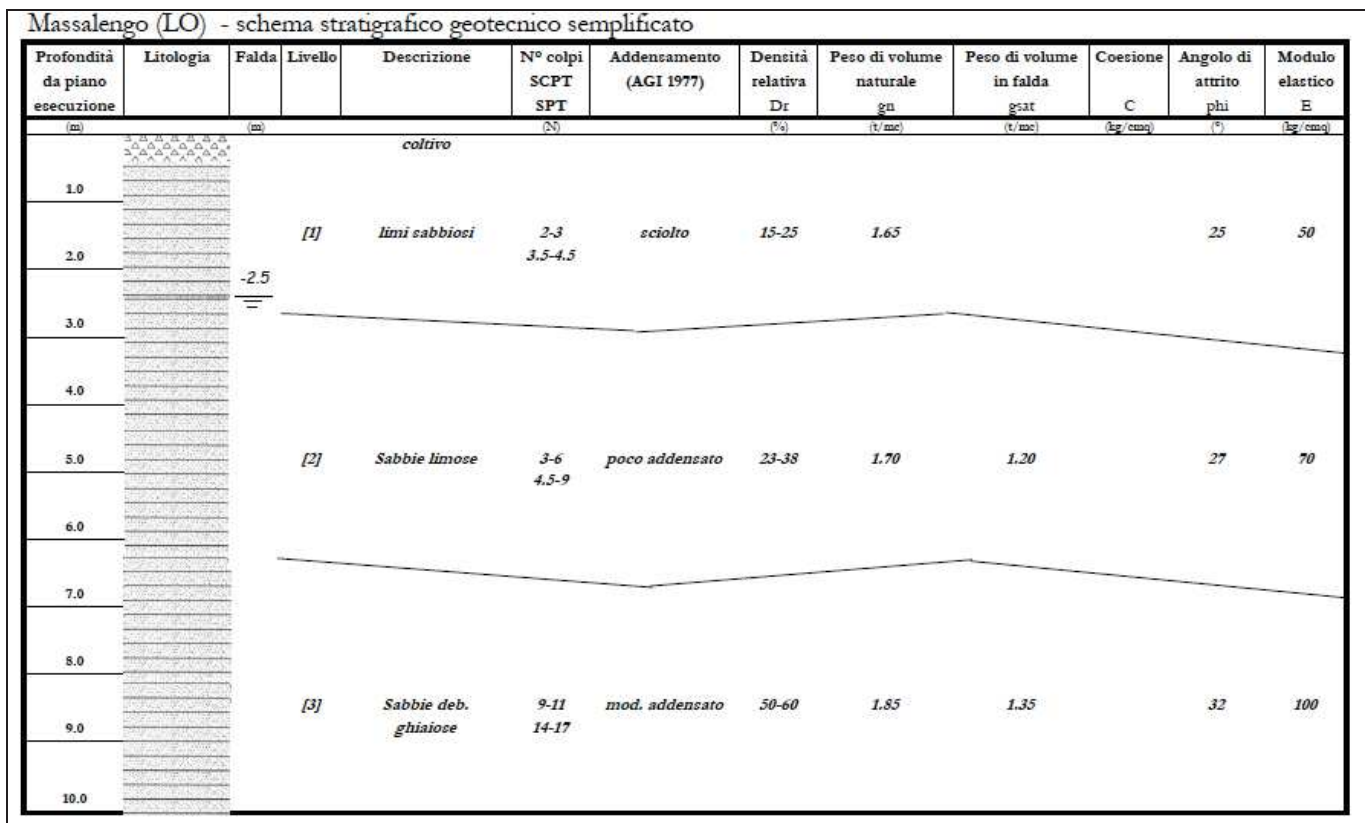 Massalengo (LO) - schema stratigrafico geotecnico semplificato
Profondità da piano esecuzione Litologia Falda Livello Descrizione N° colpi SCPT SPT Addensamento (AGI 1977) Densità relativa Dr Peso di volume naturale gn Peso di volume in falda gsat Coesione C Angolo di attrito phi Modulo elastico E
(m) (m) (N) (%) (t/mc) (t/mc) (kg/cmq) (°) (kg/cmq)
coltivo
1.0
[1] limi sabbiosi 2-3 sciolto 15-25 1.65 25 50
2.0 3.5-4.5
-2.5
3.0
4.0
5.0 [2] Sabbie limose 3-6 poco addensato 23-38 1.70 1.20 27 70
4.5-9
6.0
7.0
8.0
[3] Sabbie deb. 9-11 mod. addensato 50-60 1.85 1.35 32 100
9.0 ghiaiose 14-17
10.0